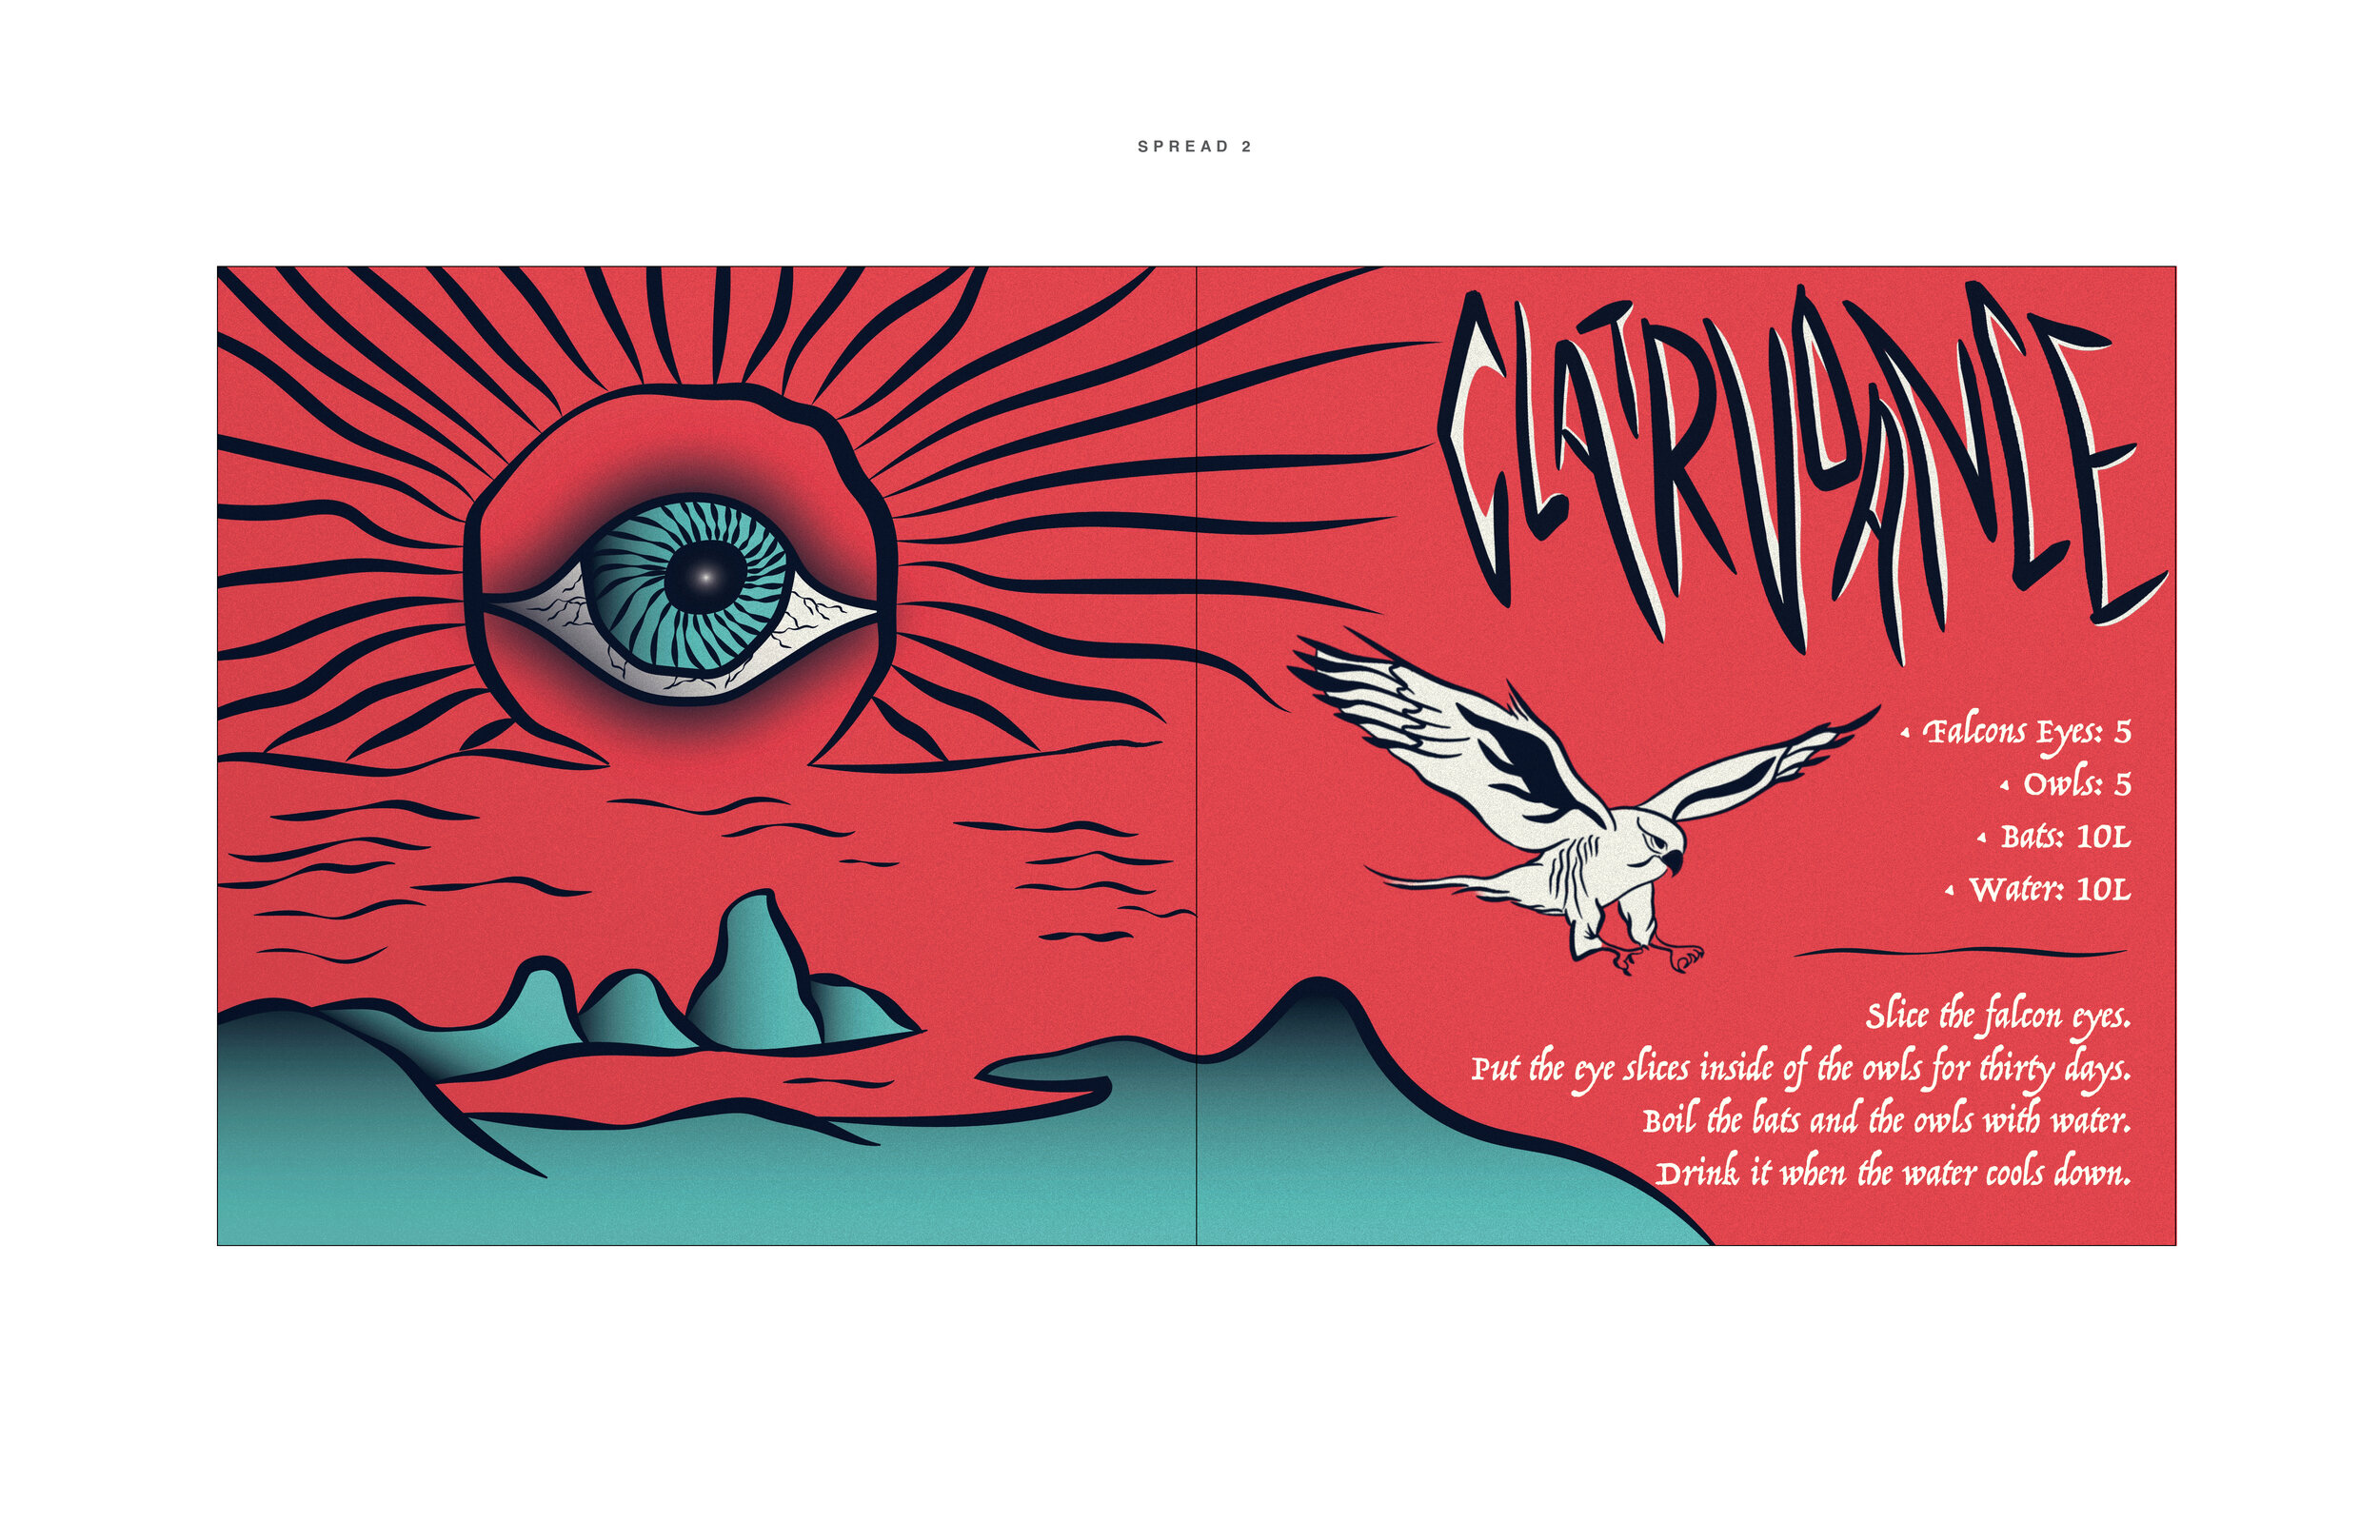 SPREAD 2
CLAIRVOANCE
Falcons Eyes: 5
Owls: 5
Bats: 10L
Water: 10L
Slice the falcon eyes.
Put the eye slices inside of the owls for thirty days.
Boil the bats and the owls with water.
Drink it when the water cools down.